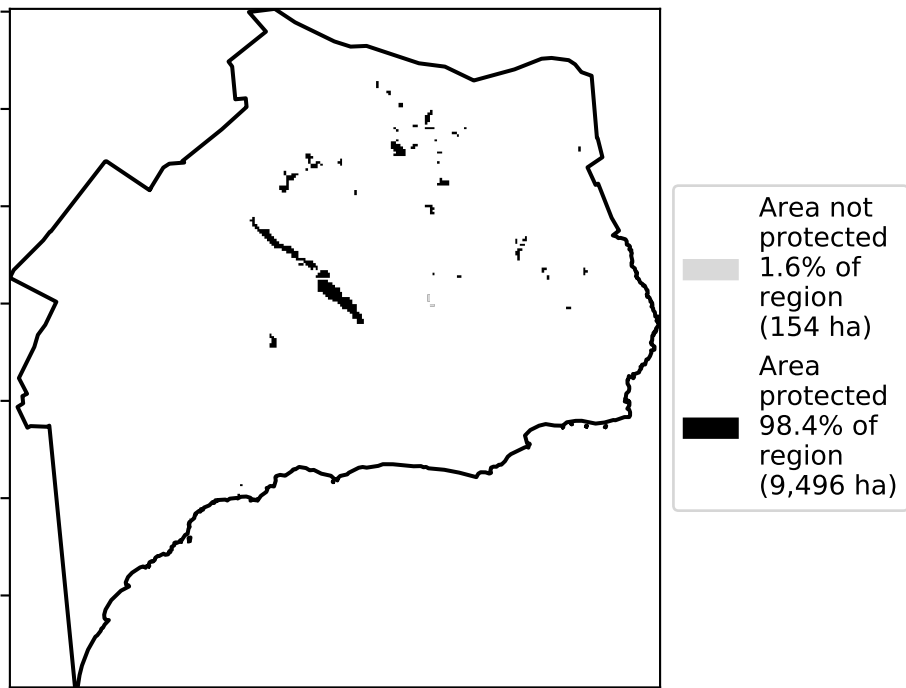 Area not
protected
1.6% of
region
(154 ha)
Area
protected
98.4% of
region
(9,496 ha)